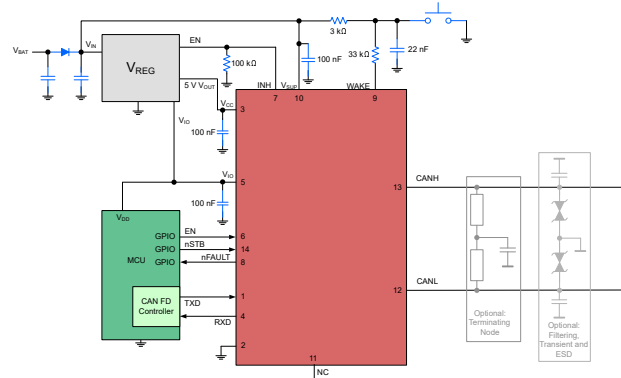 3 kΩ
VBAT
VIN
EN
VREG
100 kΩ
100 nF
33 kΩ
22 nF
5 V VOUT
INH
VSUP
WAKE
7
10
9
VCC
3
VIO
100 nF
VIO
5
13
CANH
100 nF
VDD
GPIO
EN
6
GPIO
nSTB
14
MCU
GPIO
nFAULT
8
12
CANL
CAN FD
Controller
TXD
1
4
RXD
Optional:
Terminating
Node
Optional:
Filtering,
Transient and
ESD
2
11
NC